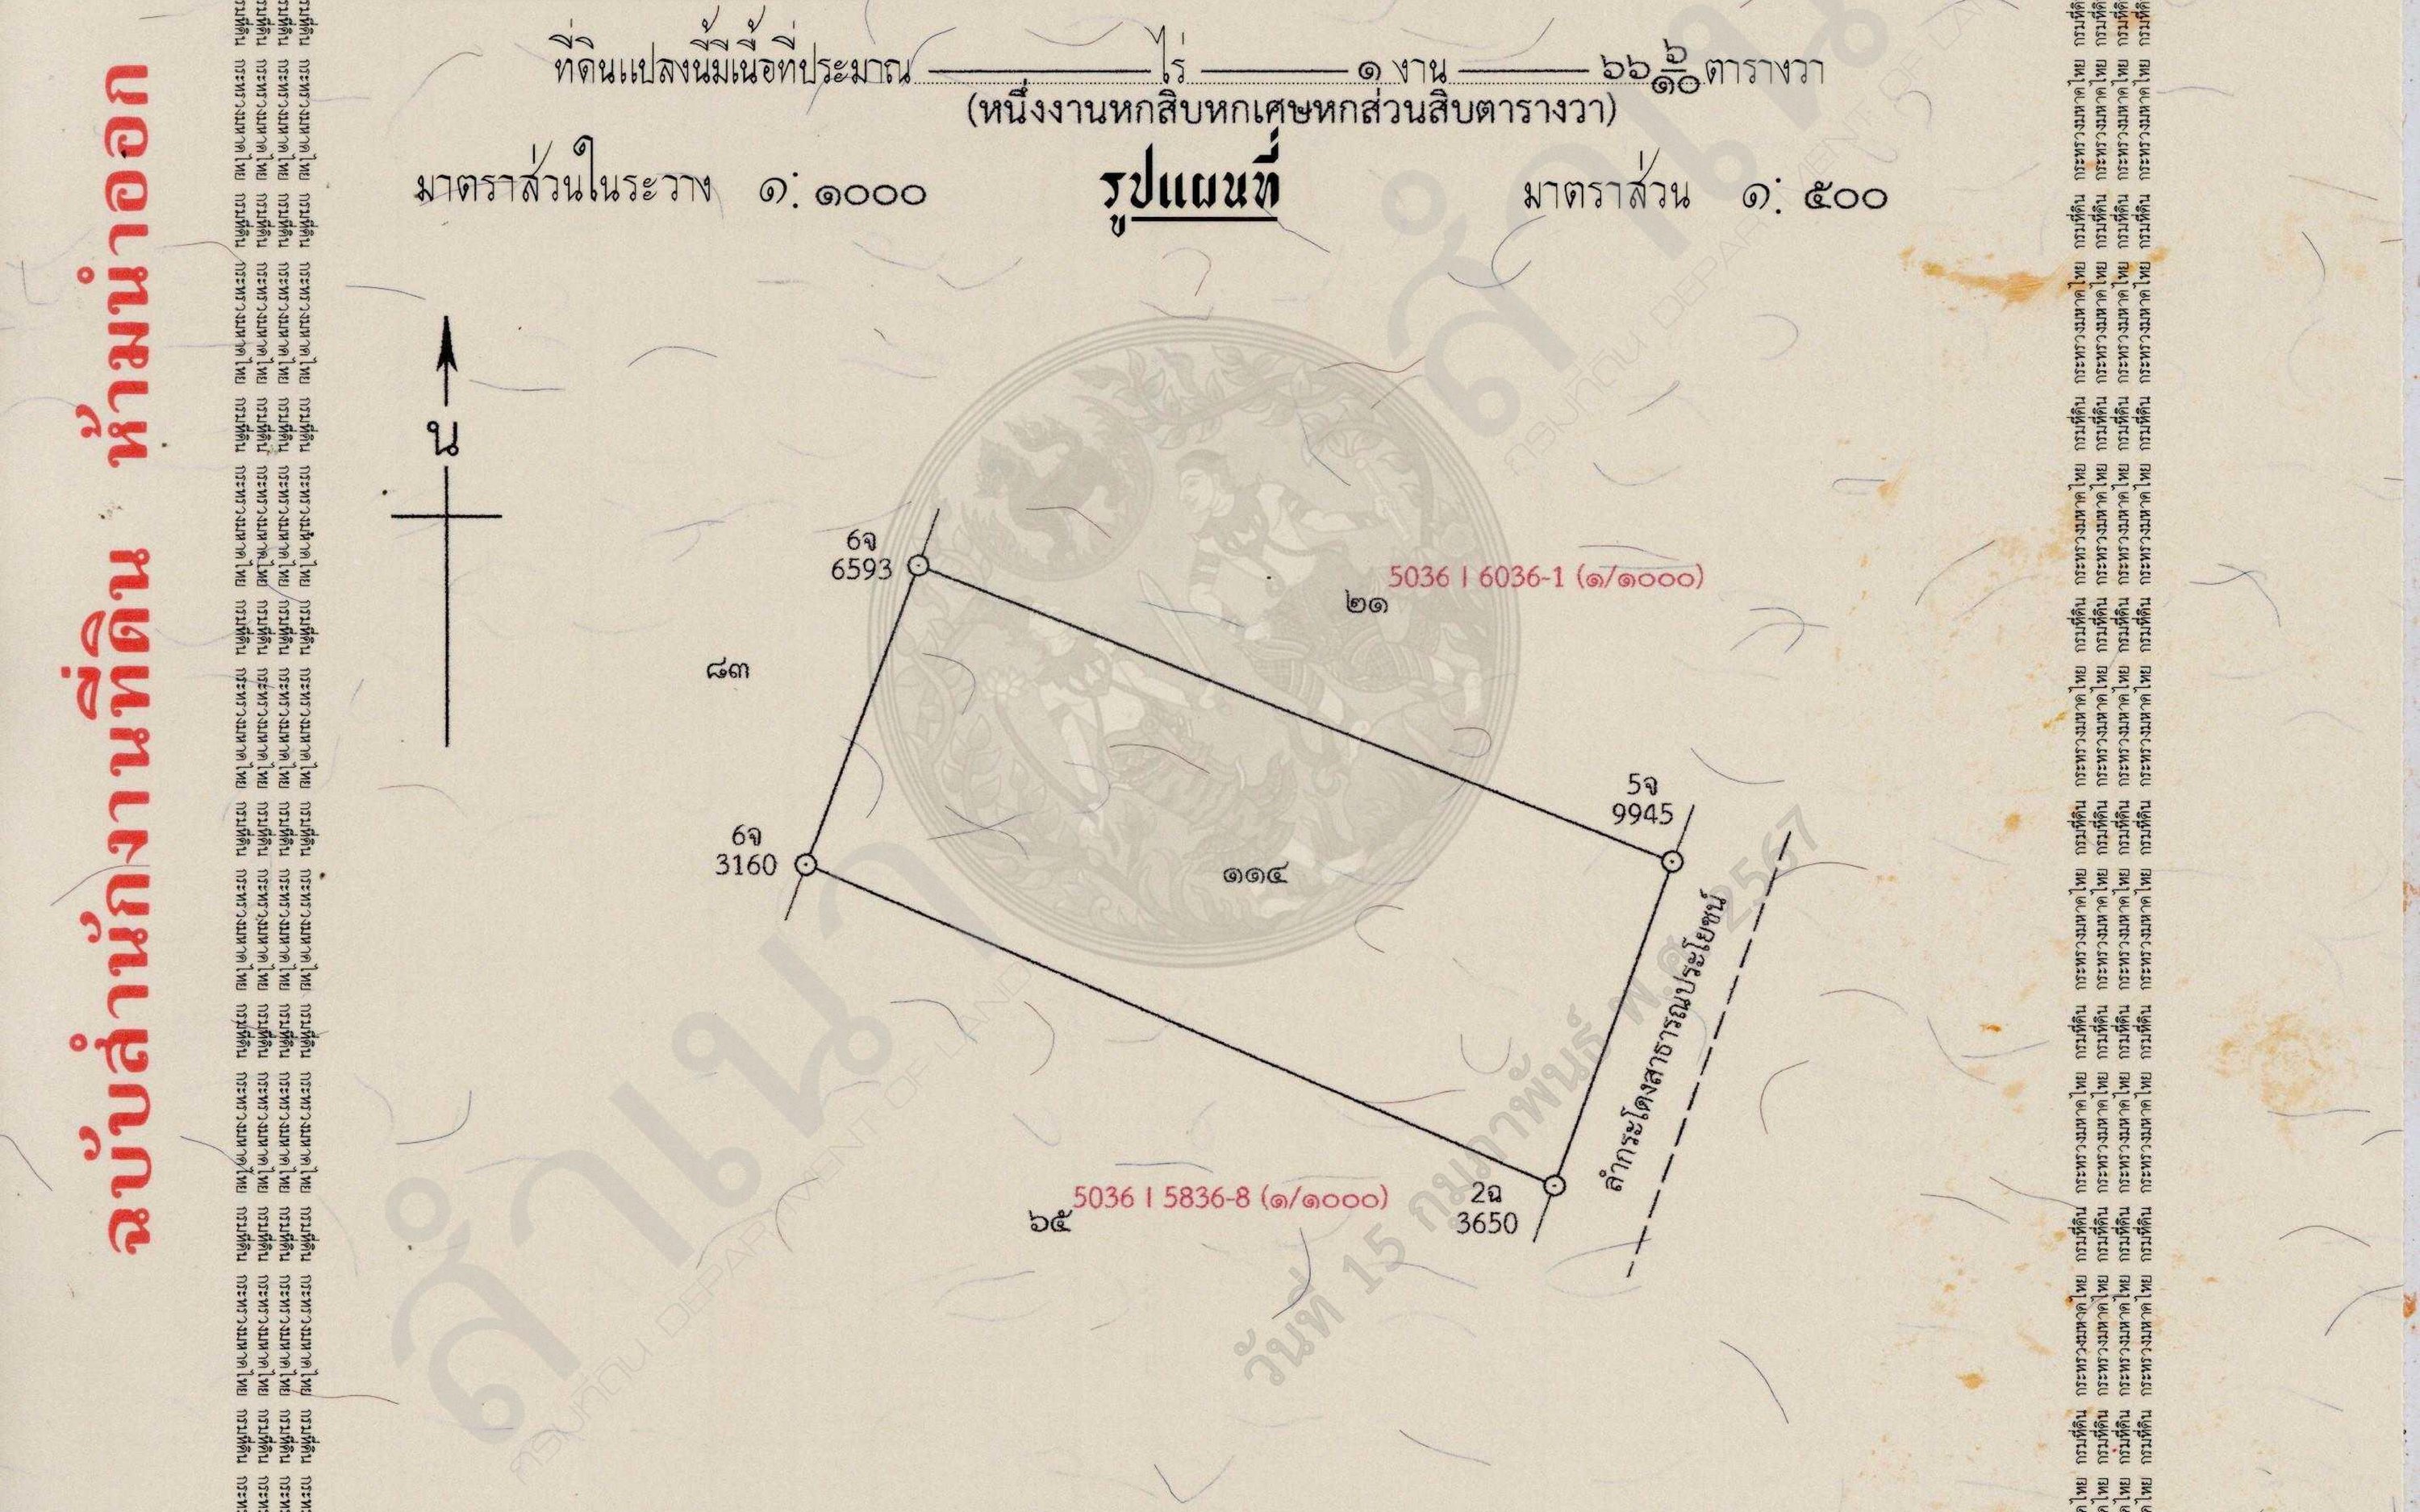 ที่ดินแปลงนี้มีเนื้อที่ประมาณ ไร่ ๑ งาน ๖๖ ๖/๑๐ ตารางวา
(หนึ่งงานหกสิบหกเศษหกส่วนสิบตารางวา)
มาตราส่วนในระวาง ๑: ๑๐๐๐
รูปแผนที่
มาตราส่วน ๑: ๕๐๐
น
6จ
6593
5036 I 6036-1 (๑/๑๐๐๐)
๒๑
๘๓
5จ
9945
6จ
3160
๑๑๔
ลำกระโดงสาธารณประโยชน์
2ฉ
3650
5036 I 5836-8 (๑/๑๐๐๐)
๖๕
ฉบับสำนักงานที่ดิน ห้ามนำออก
สำเนา
กรมที่ดิน DEPARTMENT OF LANDS
วันที่ 15 กุมภาพันธ์ พ.ศ. 2567
กรมที่ดิน กระทรวงมหาดไทย